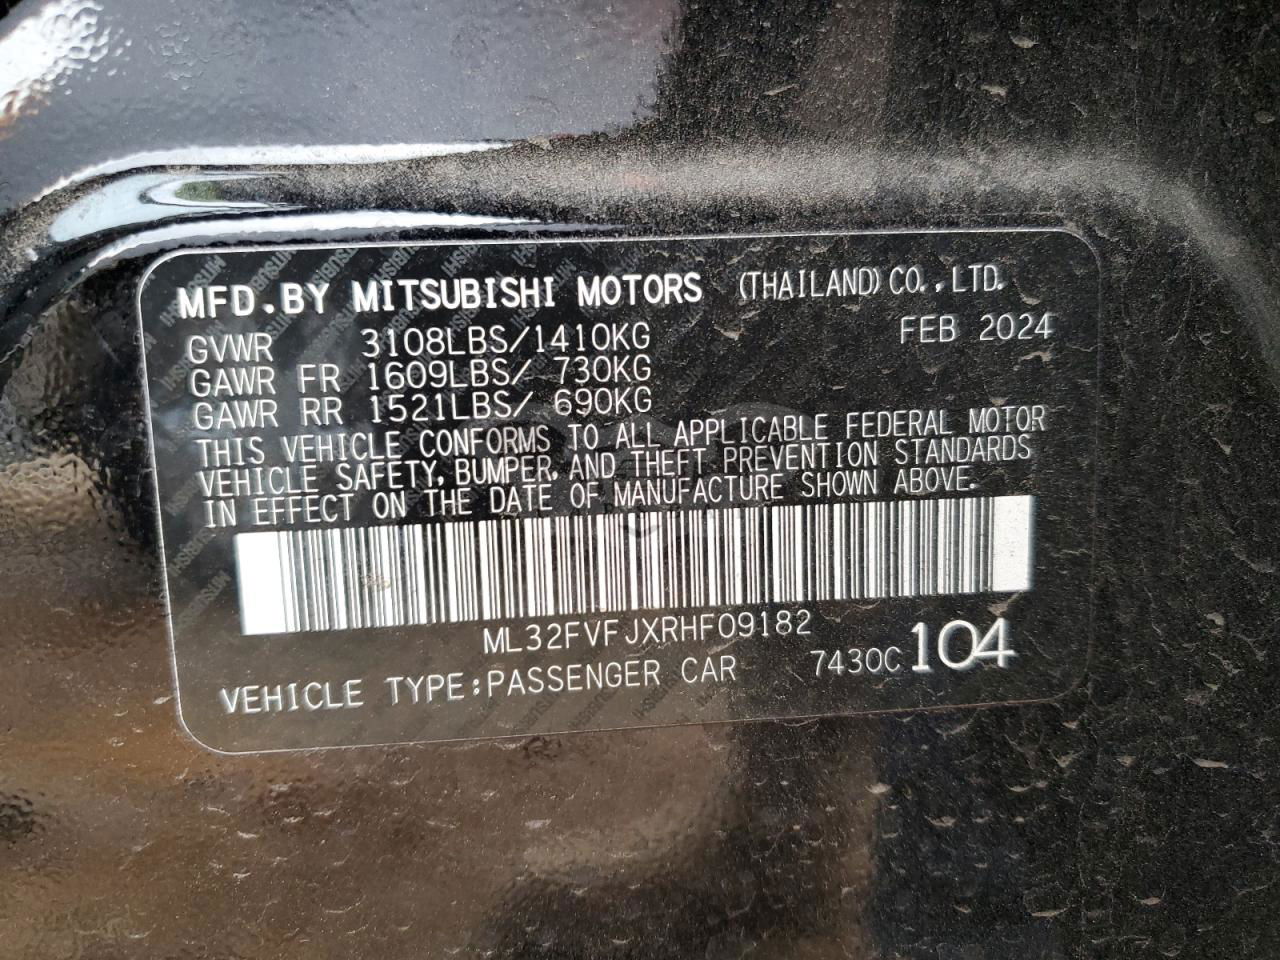 MFD.BY MITSUBISHI MOTORS (THAILAND) CO.,LTD.
GVWR 3108LBS/1410KG FEB 2024
GAWR FR 1609LBS/ 730KG
GAWR RR 1521LBS/ 690KG
THIS VEHICLE CONFORMS TO ALL APPLICABLE FEDERAL MOTOR
VEHICLE SAFETY, BUMPER, AND THEFT PREVENTION STANDARDS
IN EFFECT ON THE DATE OF MANUFACTURE SHOWN ABOVE.
ML32FVFJXRHF09182
VEHICLE TYPE:PASSENGER CAR 7430C 104